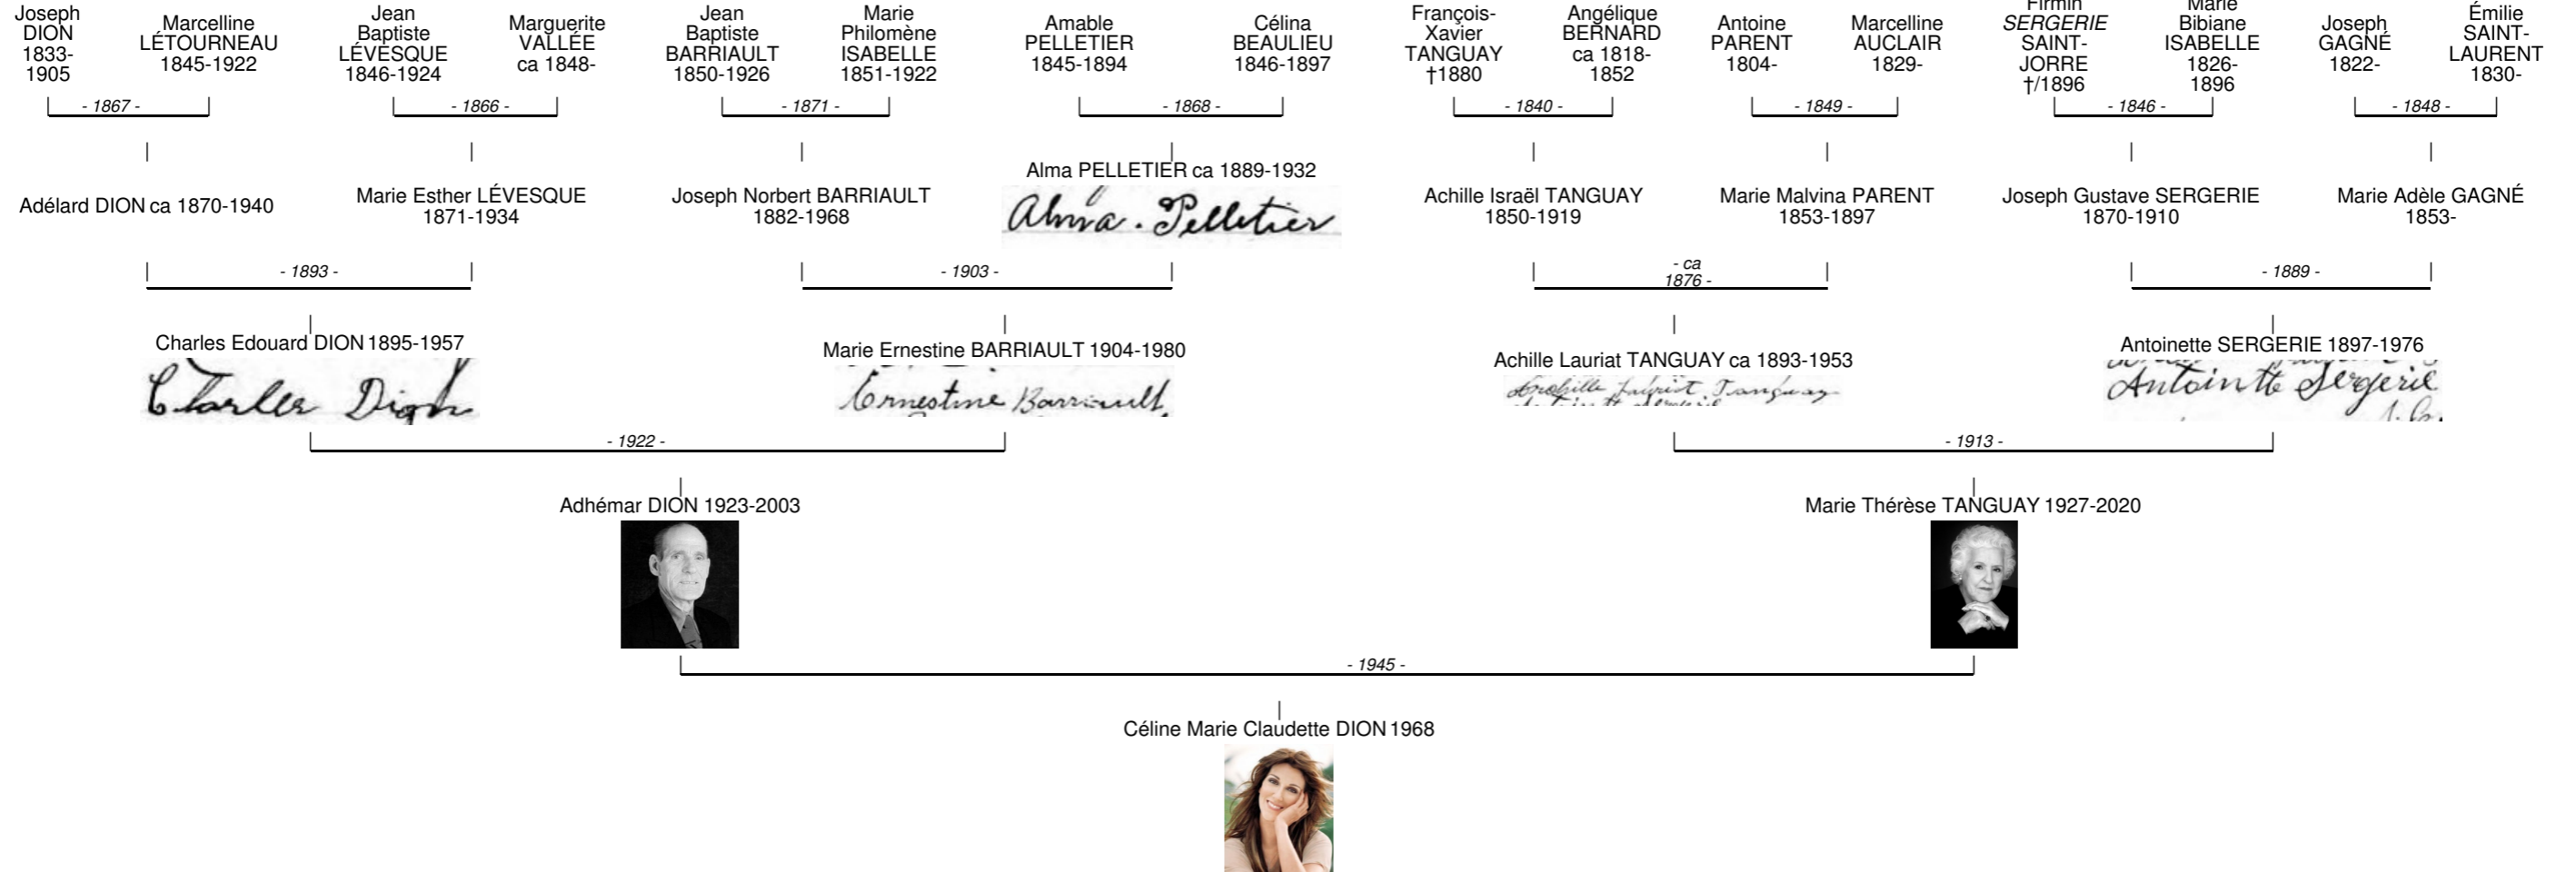 Joseph
DION
1833-
1905
Marcelline
LÉTOURNEAU
1845-1922
Jean
Baptiste
LÉVESQUE
1846-1924
Marguerite
VALLÉE
ca 1848-
Jean
Baptiste
BARRIAULT
1850-1926
Marie
Philomène
ISABELLE
1851-1922
Amable
PELLETIER
1845-1894
Célina
BEAULIEU
1846-1897
François-
Xavier
TANGUAY
†1880
Angélique
BERNARD
ca 1818-
1852
Antoine
PARENT
1804-
Marcelline
AUCLAIR
1829-
Firmin
SERGERIE
SAINT-
JORRE
†/1896
Marie
Bibiane
ISABELLE
1826-
1896
Joseph
GAGNÉ
1822-
Émilie
SAINT-
LAURENT
1830-
- 1867 -
- 1866 -
- 1871 -
- 1868 -
- 1840 -
- 1849 -
- 1846 -
- 1848 -
Adélard DION ca 1870-1940
Marie Esther LÉVESQUE
1871-1934
Joseph Norbert BARRIAULT
1882-1968
Alma PELLETIER ca 1889-1932
Alma . Pelletier
Achille Israël TANGUAY
1850-1919
Marie Malvina PARENT
1853-1897
Joseph Gustave SERGERIE
1870-1910
Marie Adèle GAGNÉ
1853-
- 1893 -
- 1903 -
- ca
1876 -
- 1889 -
Charles Edouard DION 1895-1957
Charles Dion
Marie Ernestine BARRIAULT 1904-1980
Ernestine Barriault
Achille Lauriat TANGUAY ca 1893-1953
Achille Lauriat Tanguay
Antoinette SERGERIE 1897-1976
Antoinette Sergerie
- 1922 -
- 1913 -
Adhémar DION 1923-2003
Marie Thérèse TANGUAY 1927-2020
- 1945 -
Céline Marie Claudette DION 1968